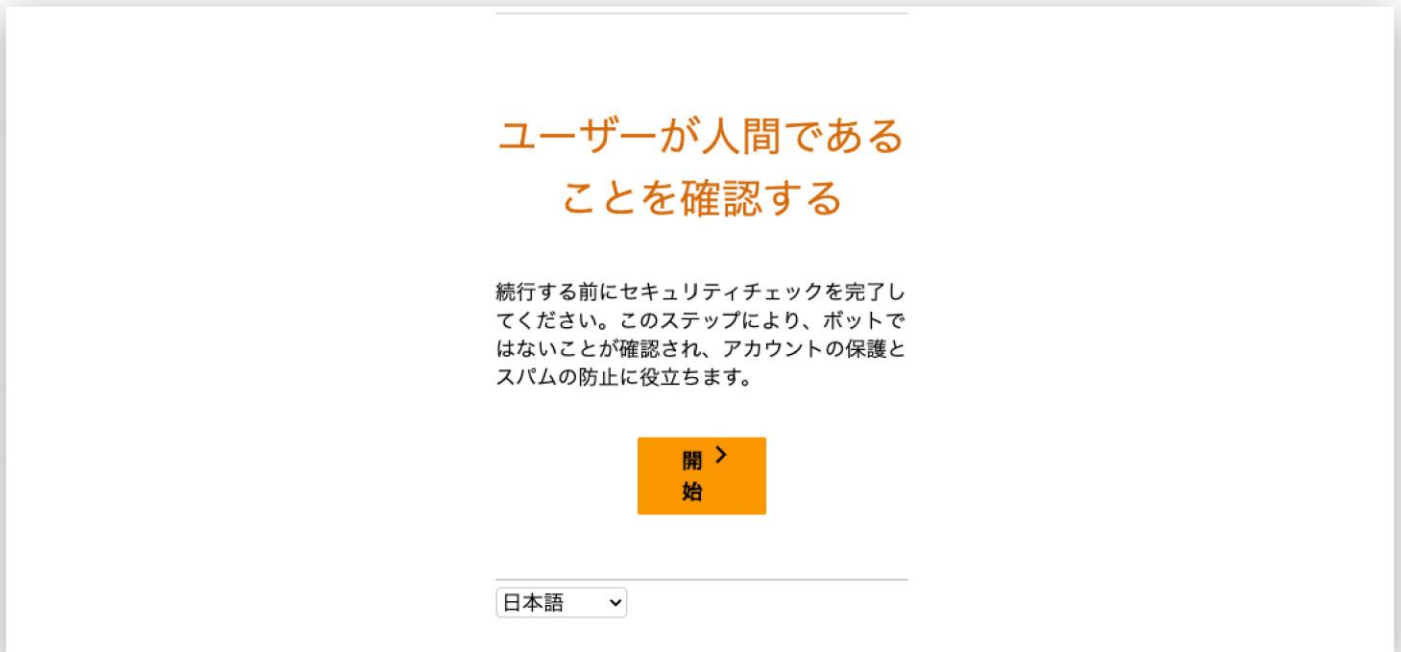 ユーザーが人間である
ことを確認する
続行する前にセキュリティチェックを完了し
てください。このステップにより、ボットで
はないことが確認され、アカウントの保護と
スパムの防止に役立ちます。
開
始
日本語